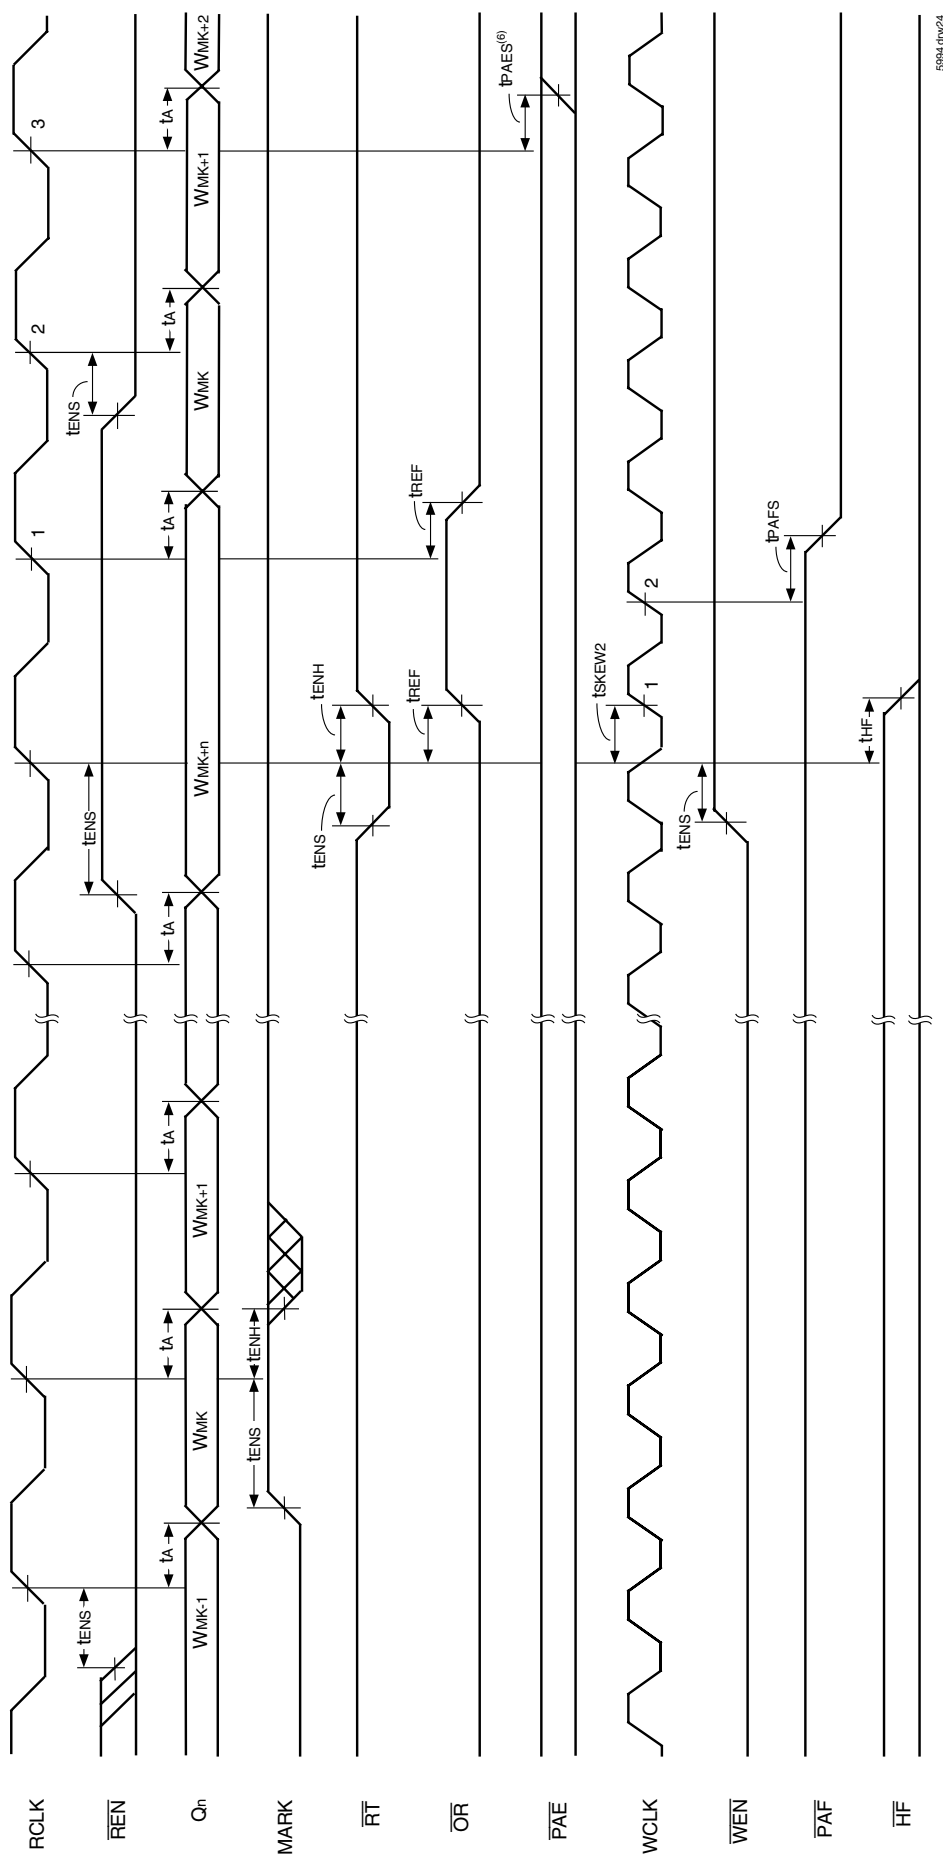 RCLK
1
2
3
tENS
tENS
tENS
REN
tA
tA
tA
tA
tA
tA
tA
Qn
WMK-1
WMK
WMK+1
WMK+n
WMK
WMK+1
WMK+2
MARK
tENS
tENH
RT
tENS
tENH
OR
tREF
tREF
PAE
tPAES(6)
WCLK
tSKEW2
1
2
WEN
tENS
PAF
tPAFS
HF
tHF
5994 drw24